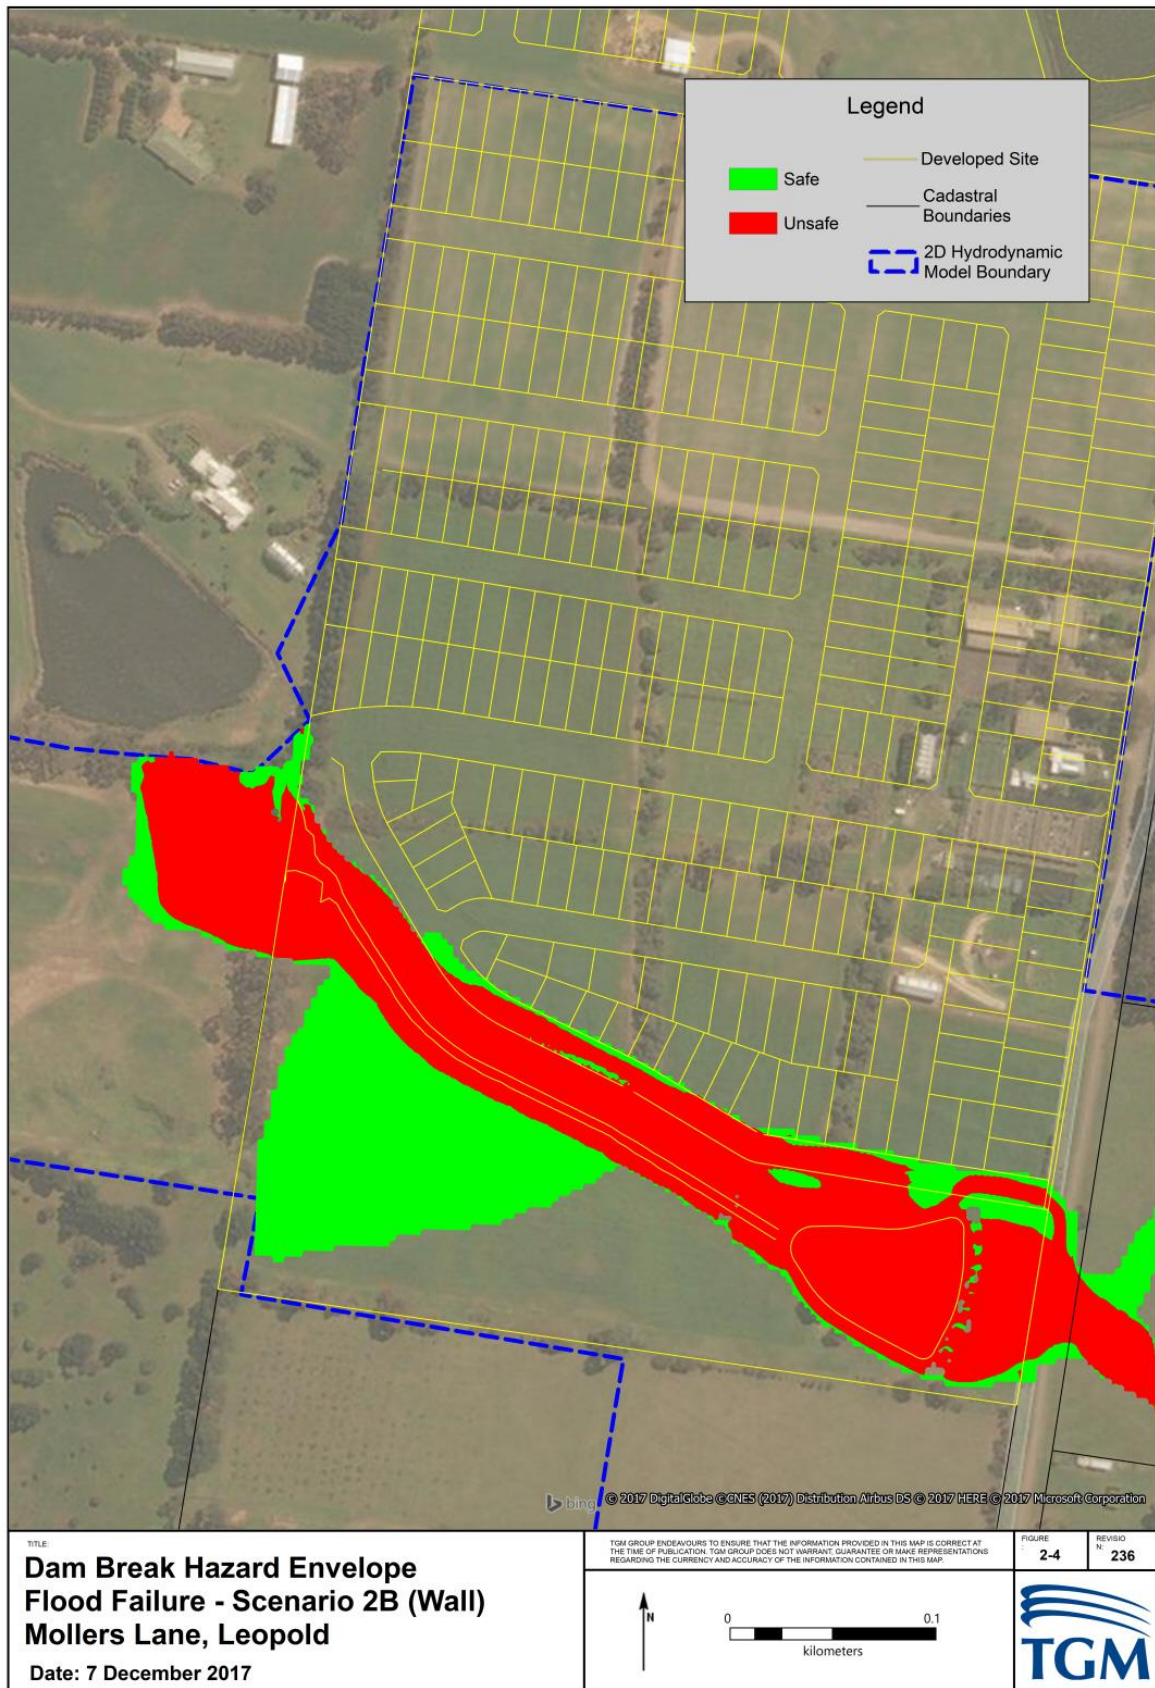 Legend
Safe
Unsafe
Developed Site
Cadastral
Boundaries
2D Hydrodynamic
Model Boundary
bing
© 2017 DigitalGlobe ©CNES (2017) Distribution Airbus DS © 2017 HERE © 2017 Microsoft Corporation
TITLE:
Dam Break Hazard Envelope
Flood Failure - Scenario 2B (Wall)
Mollers Lane, Leopold
Date: 7 December 2017
TGM GROUP ENDEAVOURS TO ENSURE THAT THE INFORMATION PROVIDED IN THIS MAP IS CORRECT AT
THE TIME OF PUBLICATION. TGM GROUP DOES NOT WARRANT, GUARANTEE OR MAKE REPRESENTATIONS
REGARDING THE CURRENCY AND ACCURACY OF THE INFORMATION CONTAINED IN THIS MAP.
N
0 0.1
kilometers
FIGURE
:
2-4
REVISIO
N:
236
TGM